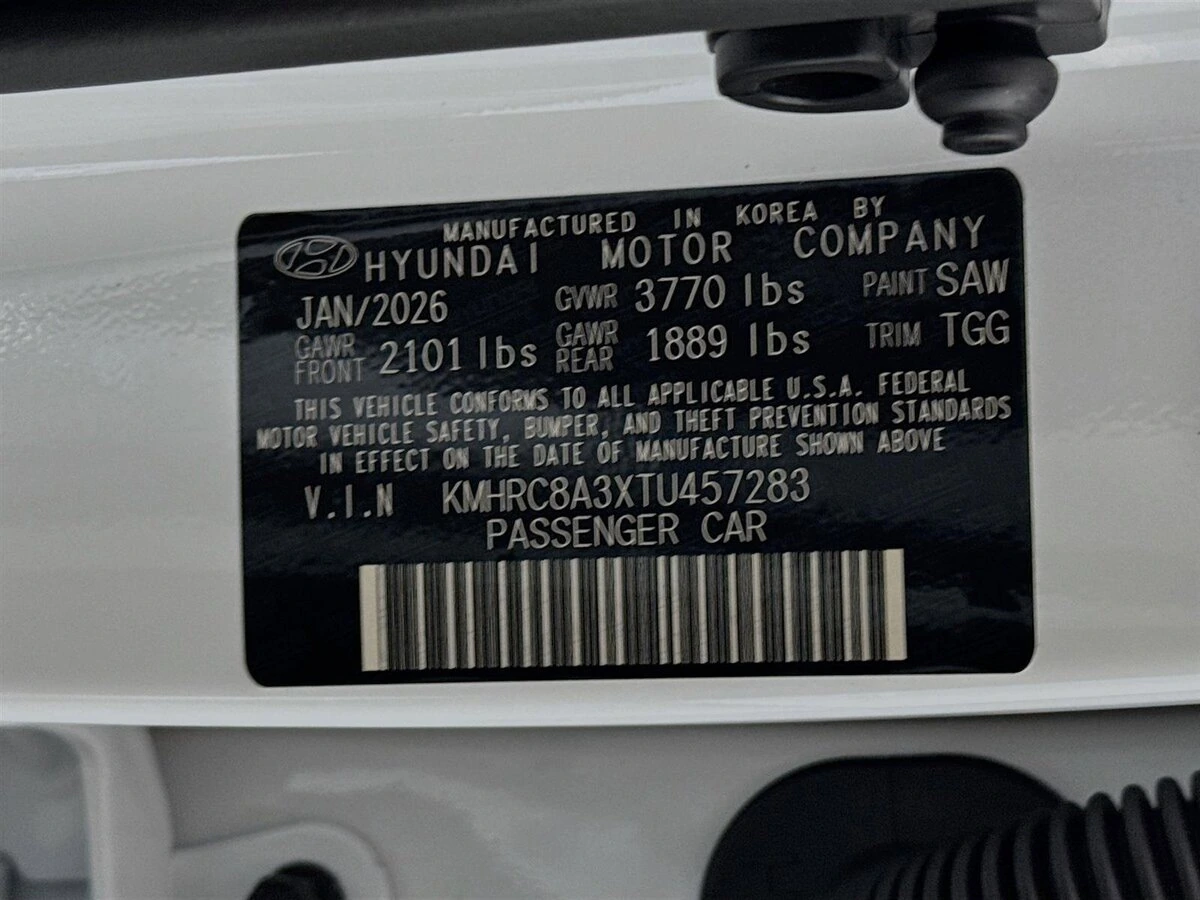 MANUFACTURED IN KOREA BY
HYUNDAI MOTOR COMPANY
JAN/2026 GVWR 3770 lbs PAINT SAW
GAWR FRONT 2101 lbs GAWR REAR 1889 lbs TRIM TGG
THIS VEHICLE CONFORMS TO ALL APPLICABLE U.S.A. FEDERAL
MOTOR VEHICLE SAFETY, BUMPER, AND THEFT PREVENTION STANDARDS
IN EFFECT ON THE DATE OF MANUFACTURE SHOWN ABOVE
V.I.N KMHRC8A3XTU457283
PASSENGER CAR